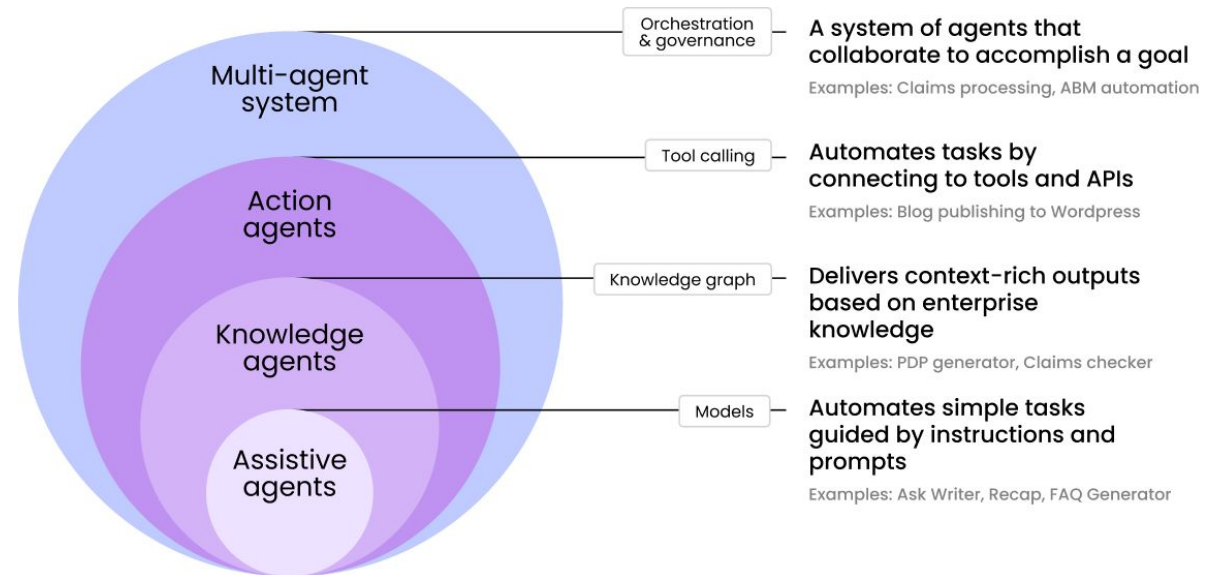 Multi-agent
system
Orchestration
& governance
A system of agents that
collaborate to accomplish a goal
Examples: Claims processing, ABM automation
Action
agents
Tool calling
Automates tasks by
connecting to tools and APIs
Examples: Blog publishing to Wordpress
Knowledge
agents
Knowledge graph
Delivers context-rich outputs
based on enterprise
knowledge
Examples: PDP generator, Claims checker
Assistive
agents
Models
Automates simple tasks
guided by instructions and
prompts
Examples: Ask Writer, Recap, FAQ Generator